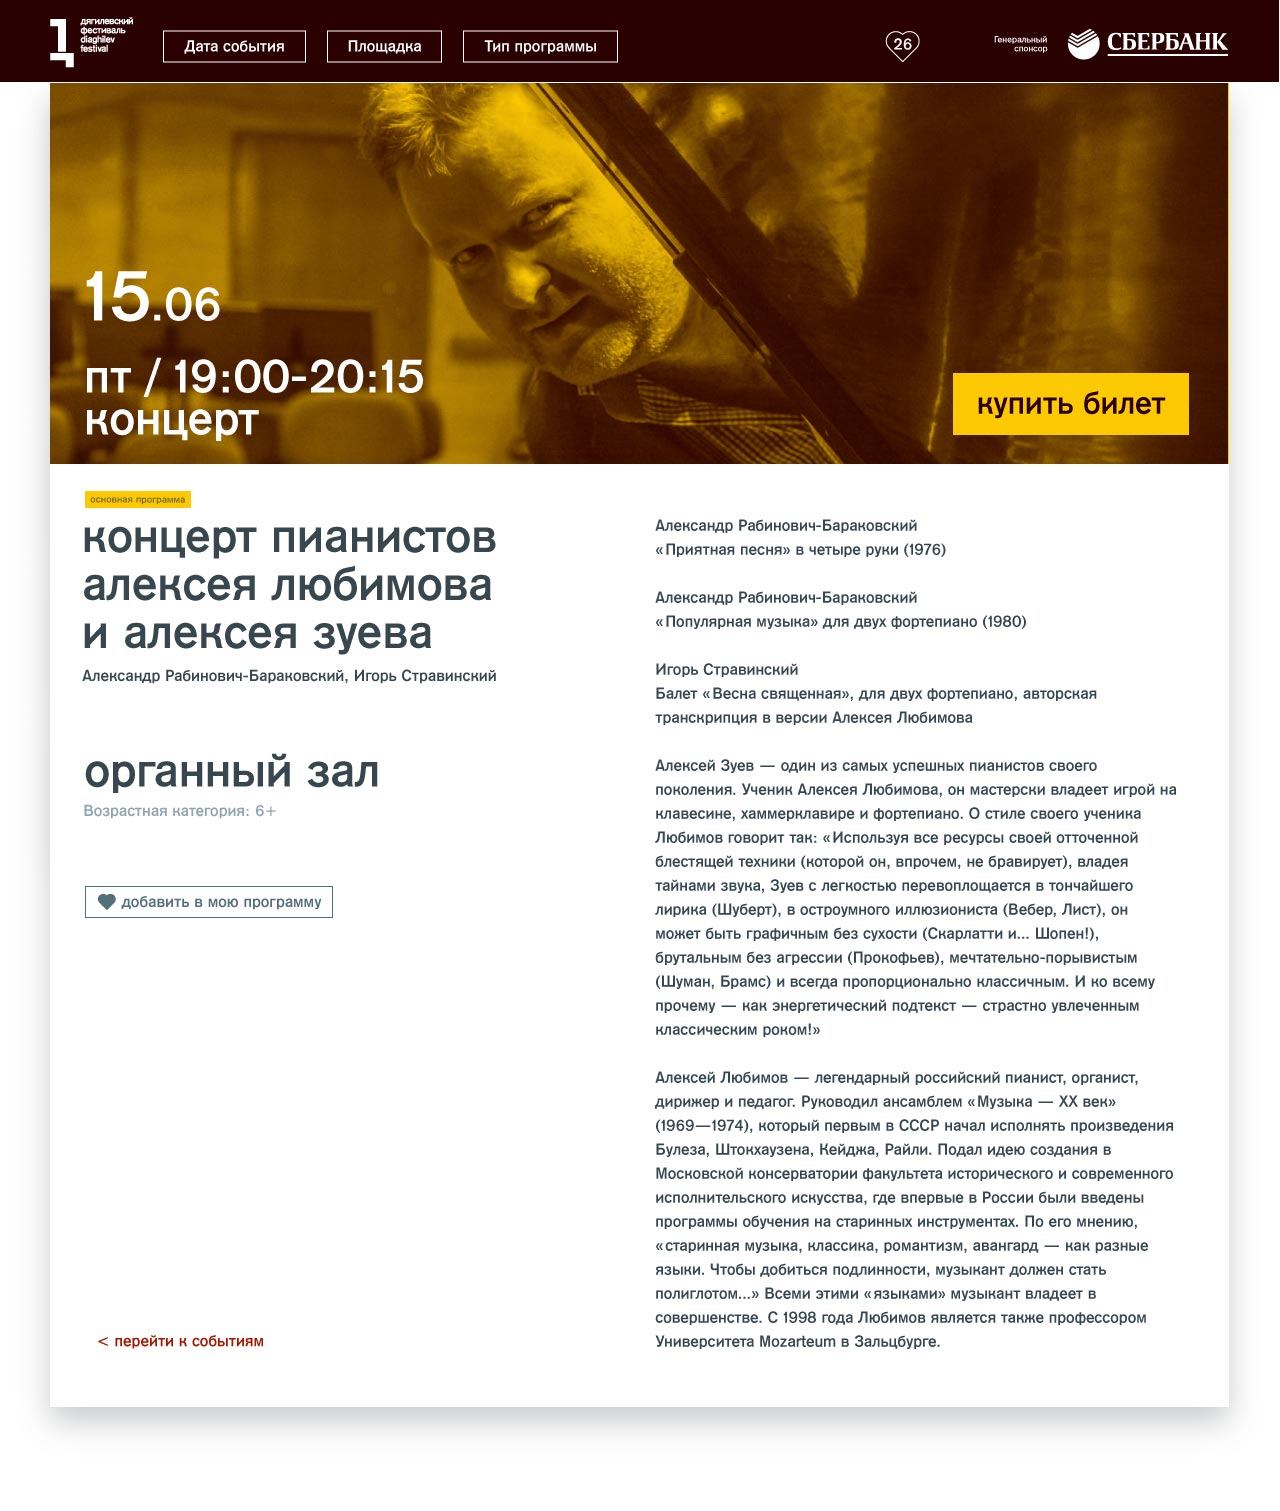 дягилевский
фестиваль
diaghilev
festival
Дата события
Площадка
Тип программы
26
Генеральный
спонсор
СБЕРБАНК
15.06
пт / 19:00-20:15
концерт
купить билет
основная программа
концерт пианистов
алексея любимова
и алексея зуева
Александр Рабинович-Бараковский, Игорь Стравинский
органный зал
Возрастная категория: 6+
добавить в мою программу
< перейти к событиям
Александр Рабинович-Бараковский
«Приятная песня» в четыре руки (1976)
Александр Рабинович-Бараковский
«Популярная музыка» для двух фортепиано (1980)
Игорь Стравинский
Балет «Весна священная», для двух фортепиано, авторская
транскрипция в версии Алексея Любимова
Алексей Зуев — один из самых успешных пианистов своего
поколения. Ученик Алексея Любимова, он мастерски владеет игрой на
клавесине, хаммерклавире и фортепиано. О стиле своего ученика
Любимов говорит так: «Используя все ресурсы своей отточенной
блестящей техники (которой он, впрочем, не бравирует), владея
тайнами звука, Зуев с легкостью перевоплощается в тончайшего
лирика (Шуберт), в остроумного иллюзиониста (Вебер, Лист), он
может быть графичным без сухости (Скарлатти и... Шопен!),
брутальным без агрессии (Прокофьев), мечтательно-порывистым
(Шуман, Брамс) и всегда пропорционально классичным. И ко всему
прочему — как энергетический подтекст — страстно увлеченным
классическим роком!»
Алексей Любимов — легендарный российский пианист, органист,
дирижер и педагог. Руководил ансамблем «Музыка — XX век»
(1969—1974), который первым в СССР начал исполнять произведения
Булеза, Штокхаузена, Кейджа, Райли. Подал идею создания в
Московской консерватории факультета исторического и современного
исполнительского искусства, где впервые в России были введены
программы обучения на старинных инструментах. По его мнению,
«старинная музыка, классика, романтизм, авангард — как разные
языки. Чтобы добиться подлинности, музыкант должен стать
полиглотом...» Всеми этими «языками» музыкант владеет в
совершенстве. С 1998 года Любимов является также профессором
Университета Mozarteum в Зальцбурге.